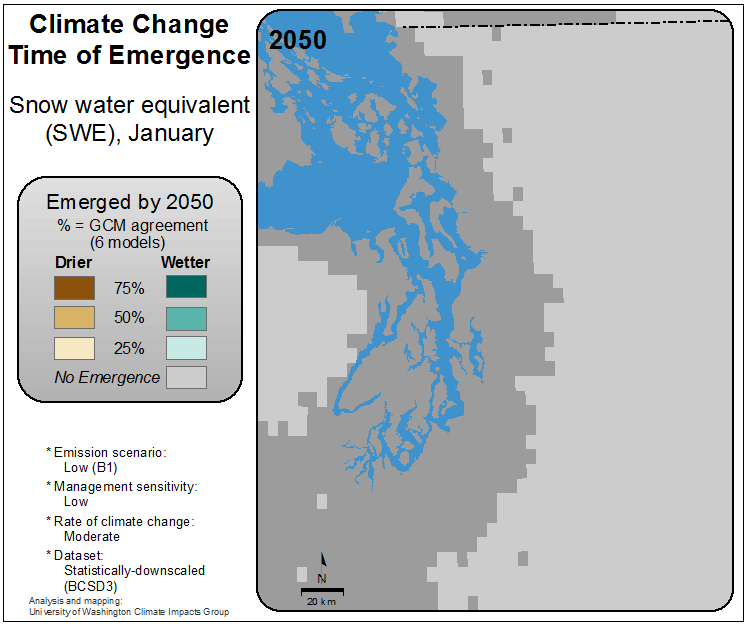 Climate Change
Time of Emergence
Snow water equivalent
(SWE), January
Emerged by 2050
% = GCM agreement
(6 models)
Drier Wetter
75%
50%
25%
No Emergence
* Emission scenario:
Low (B1)
* Management sensitivity:
Low
* Rate of climate change:
Moderate
* Dataset:
Statistically-downscaled
(BCSD3)
Analysis and mapping:
University of Washington Climate Impacts Group
2050
N
20 km